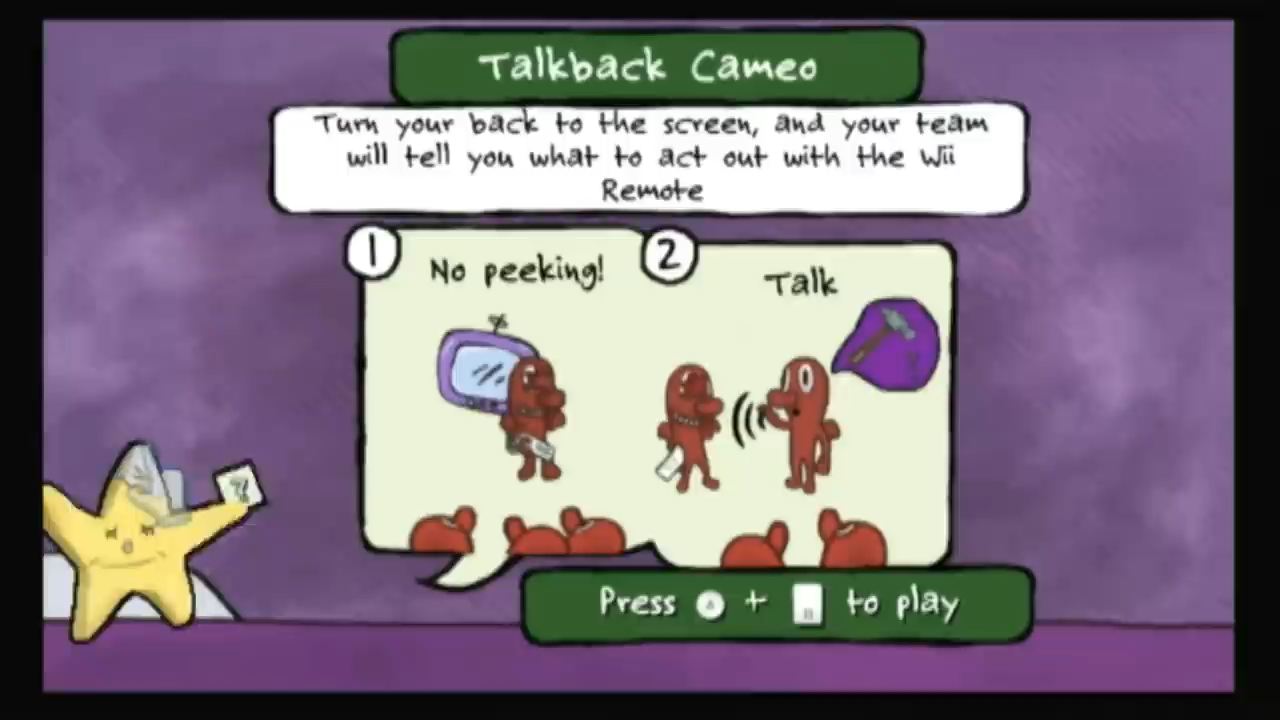 Talkback Cameo
Turn your back to the screen, and your team
will tell you what to act out with the Wii
Remote
1
No peeking!
2
Talk
?
Press A + B to play